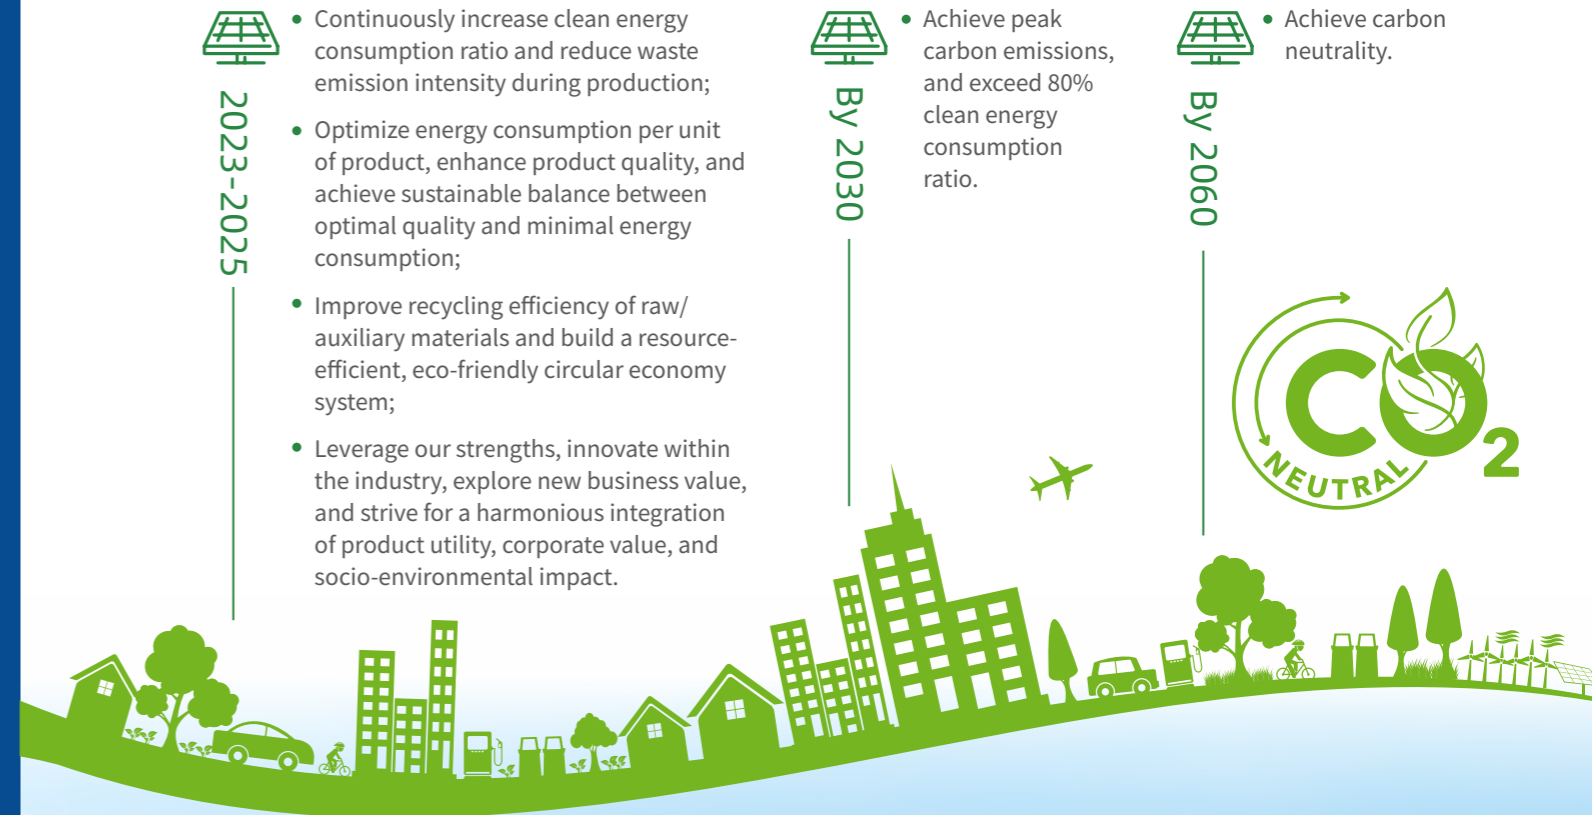 2023-2025
Continuously increase clean energy
consumption ratio and reduce waste
emission intensity during production;
Optimize energy consumption per unit
of product, enhance product quality, and
achieve sustainable balance between
optimal quality and minimal energy
consumption;
Improve recycling efficiency of raw/
auxiliary materials and build a resource-
efficient, eco-friendly circular economy
system;
Leverage our strengths, innovate within
the industry, explore new business value,
and strive for a harmonious integration
of product utility, corporate value, and
socio-environmental impact.
By 2030
Achieve peak
carbon emissions,
and exceed 80%
clean energy
consumption
ratio.
By 2060
Achieve carbon
neutrality.
CO2
NEUTRAL